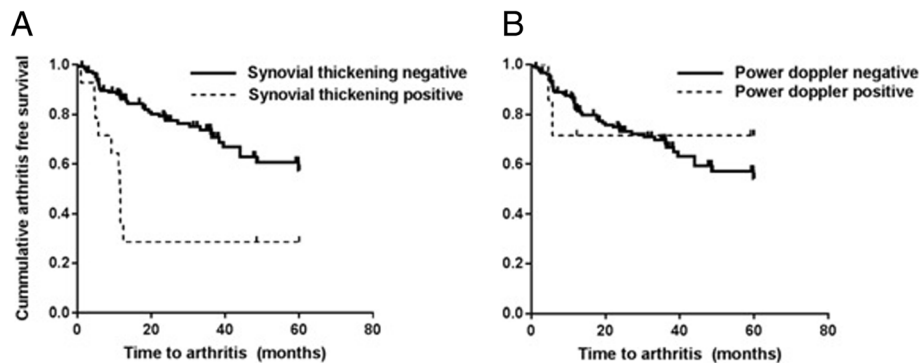 A
B
Cummulative arthritis free survival
1.0
0.8
0.6
0.4
0.2
0.0
Synovial thickening negative
Synovial thickening positive
0 20 40 60 80
Time to arthritis (months)
1.0
0.8
0.6
0.4
0.2
0.0
Power doppler negative
Power doppler positive
0 20 40 60 80
Time to arthritis (months)